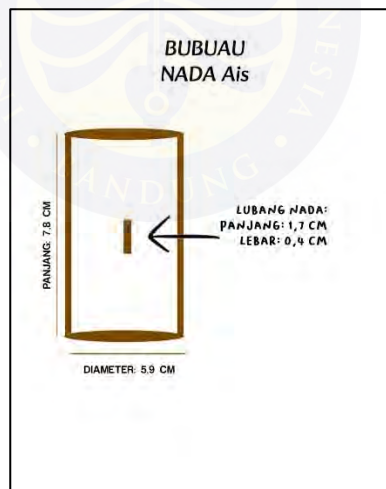 BUBUAU
NADA Ais
PANJANG: 7.8 CM
LUBANG NADA:
PANJANG: 1,7 CM
LEBAR: 0,4 CM
DIAMETER: 5.9 CM